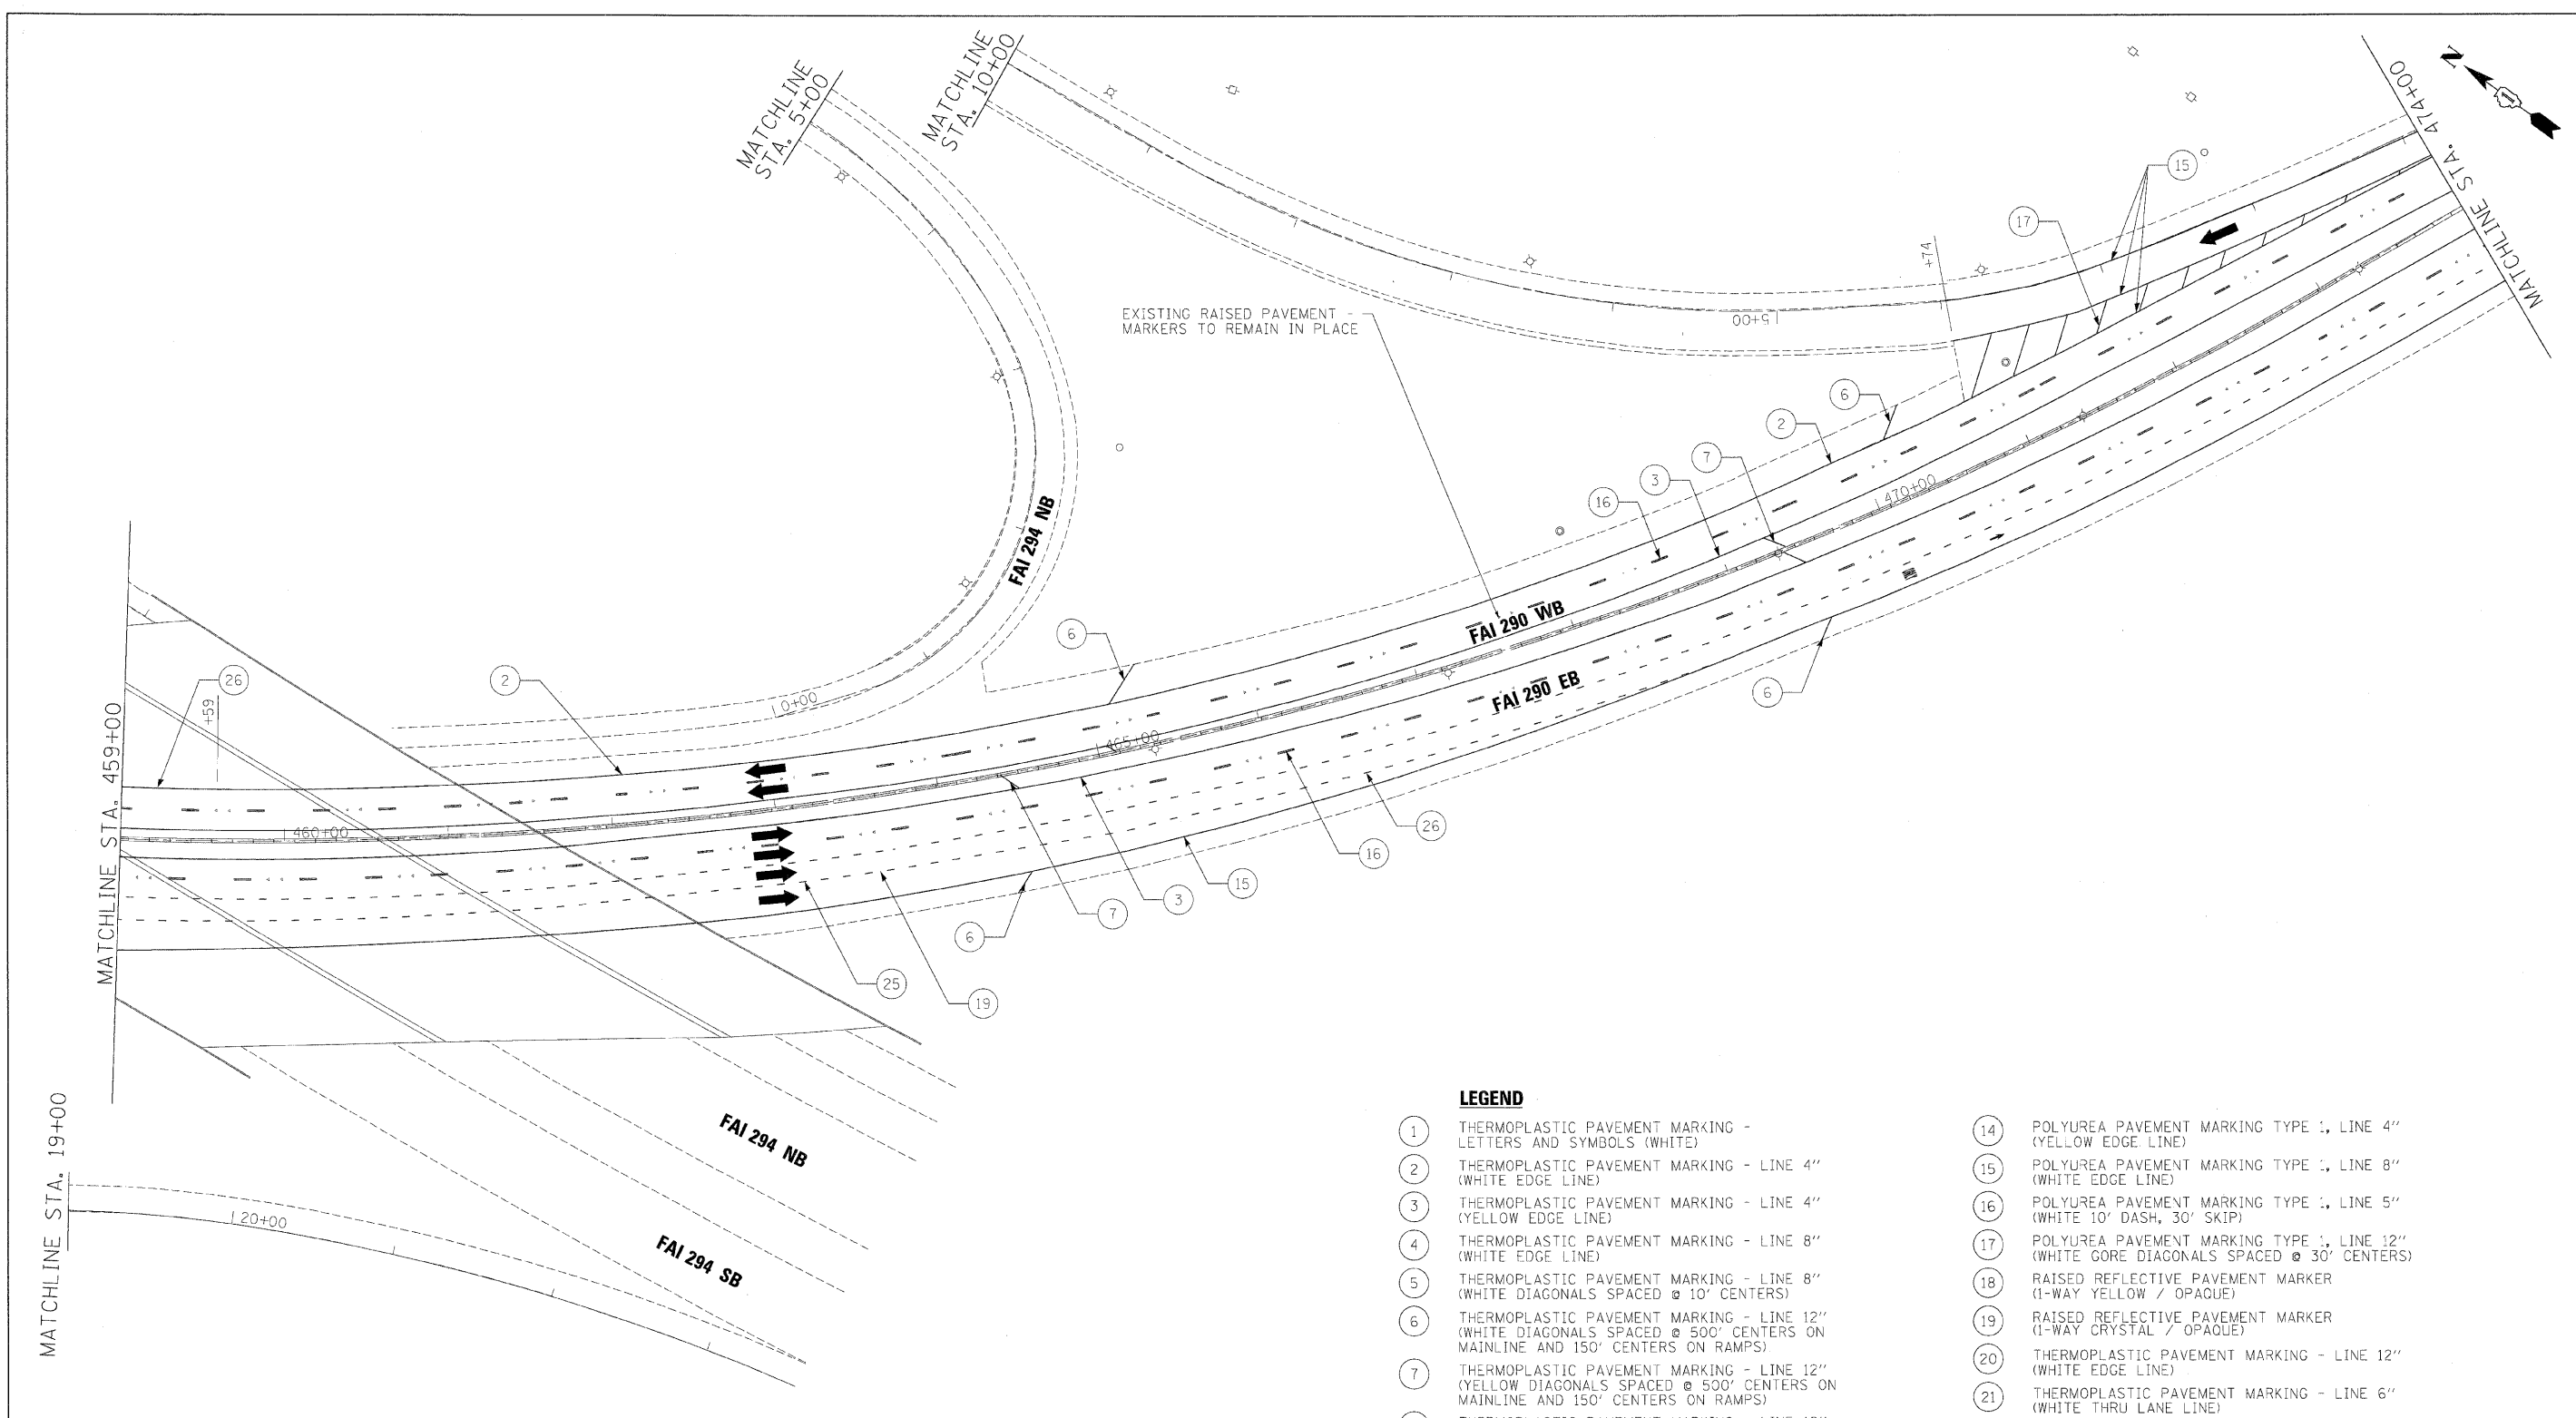 MATCHLINE
STA. 5+00
MATCHLINE
STA. 10+00
N
MATCHLINE STA. 474+00
15
17
+74
5+00
EXISTING RAISED PAVEMENT -
MARKERS TO REMAIN IN PLACE
6
2
7
3
16
470+00
FAI 294 NB
FAI 290 WB
FAI 290 EB
6
6
26
2
+59
0+00
465+00
MATCHLINE STA. 459+00
460+00
26
16
15
3
7
6
25
19
MATCHLINE STA. 19+00
20+00
FAI 294 NB
FAI 294 SB
LEGEND
1 THERMOPLASTIC PAVEMENT MARKING -
LETTERS AND SYMBOLS (WHITE)
2 THERMOPLASTIC PAVEMENT MARKING - LINE 4"
(WHITE EDGE LINE)
3 THERMOPLASTIC PAVEMENT MARKING - LINE 4"
(YELLOW EDGE LINE)
4 THERMOPLASTIC PAVEMENT MARKING - LINE 8"
(WHITE EDGE LINE)
5 THERMOPLASTIC PAVEMENT MARKING - LINE 8"
(WHITE DIAGONALS SPACED @ 10' CENTERS)
6 THERMOPLASTIC PAVEMENT MARKING - LINE 12"
(WHITE DIAGONALS SPACED @ 500' CENTERS ON
MAINLINE AND 150' CENTERS ON RAMPS)
7 THERMOPLASTIC PAVEMENT MARKING - LINE 12"
(YELLOW DIAGONALS SPACED @ 500' CENTERS ON
MAINLINE AND 150' CENTERS ON RAMPS)
14 POLYUREA PAVEMENT MARKING TYPE 1, LINE 4"
(YELLOW EDGE LINE)
15 POLYUREA PAVEMENT MARKING TYPE 1, LINE 8"
(WHITE EDGE LINE)
16 POLYUREA PAVEMENT MARKING TYPE 1, LINE 5"
(WHITE 10' DASH, 30' SKIP)
17 POLYUREA PAVEMENT MARKING TYPE 1, LINE 12"
(WHITE GORE DIAGONALS SPACED @ 30' CENTERS)
18 RAISED REFLECTIVE PAVEMENT MARKER
(1-WAY YELLOW / OPAQUE)
19 RAISED REFLECTIVE PAVEMENT MARKER
(1-WAY CRYSTAL / OPAQUE)
20 THERMOPLASTIC PAVEMENT MARKING - LINE 12"
(WHITE EDGE LINE)
21 THERMOPLASTIC PAVEMENT MARKING - LINE 6"
(WHITE THRU LANE LINE)